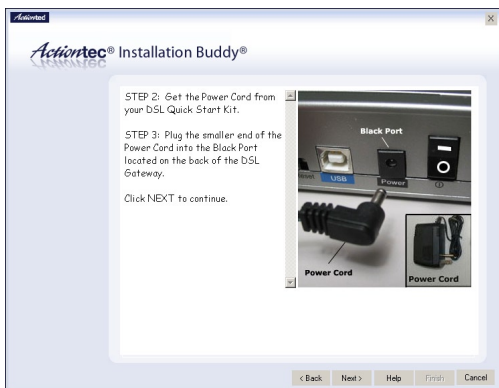 Actiontec
Actiontec® Installation Buddy®
STEP 2: Get the Power Cord from
your DSL Quick Start Kit.
STEP 3: Plug the smaller end of the
Power Cord into the Black Port
located on the back of the DSL
Gateway.
Click NEXT to continue.
Black Port
USB
Power
Power Cord
Power Cord
< Back Next > Help Finish Cancel